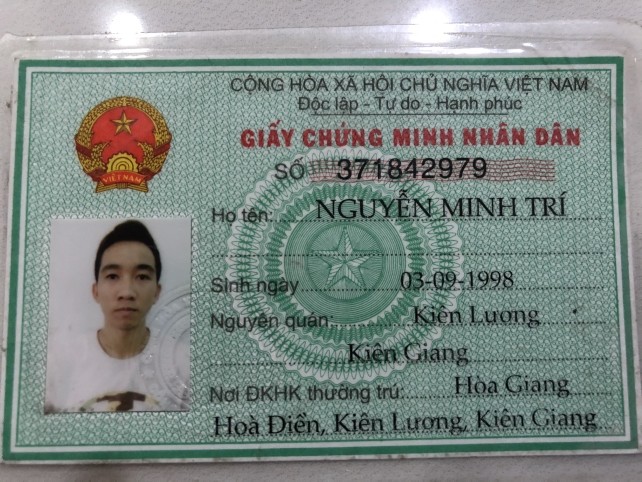 CỘNG HÒA XÃ HỘI CHỦ NGHĨA VIỆT NAM
Độc lập - Tự do - Hạnh phúc
GIẤY CHỨNG MINH NHÂN DÂN
SỐ 371842979
VIỆT NAM
Họ tên: NGUYỄN MINH TRÍ
Sinh ngày 03-09-1998
Nguyên quán: Kiên Lương
Kiên Giang
Nơi ĐKHK thường trú: Hòa Giang
Hoà Điền, Kiên Lương, Kiên Giang